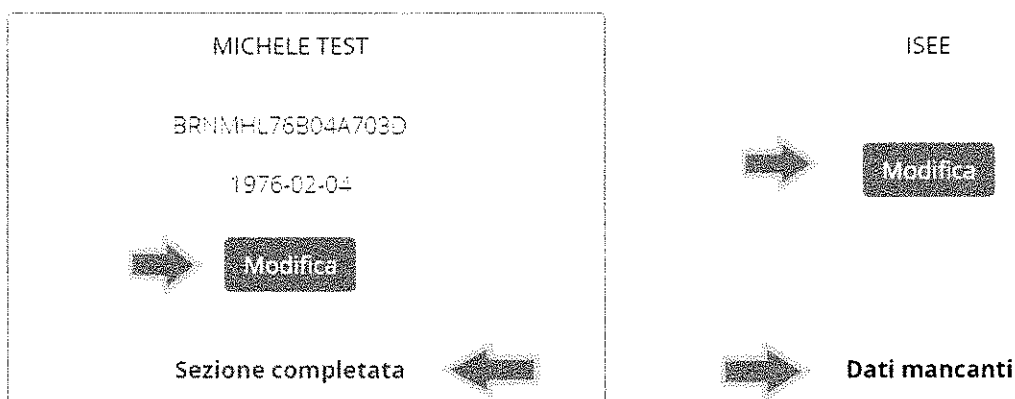 MICHELE TEST
BRNMHL76B04A703D
1976-02-04
Modifica
Sezione completata
ISEE
Modifica
Dati mancanti